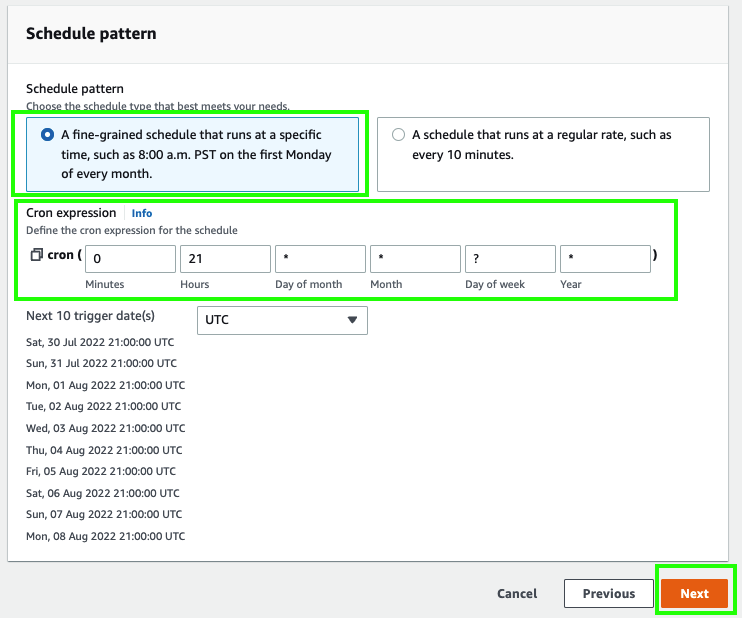 Schedule pattern
Schedule pattern
Choose the schedule type that best meets your needs.
A fine-grained schedule that runs at a specific
time, such as 8:00 a.m. PST on the first Monday
of every month.
A schedule that runs at a regular rate, such as
every 10 minutes.
Cron expression Info
Define the cron expression for the schedule
cron ( 0 21 * * ? * )
Minutes Hours Day of month Month Day of week Year
Next 10 trigger date(s) UTC
Sat, 30 Jul 2022 21:00:00 UTC
Sun, 31 Jul 2022 21:00:00 UTC
Mon, 01 Aug 2022 21:00:00 UTC
Tue, 02 Aug 2022 21:00:00 UTC
Wed, 03 Aug 2022 21:00:00 UTC
Thu, 04 Aug 2022 21:00:00 UTC
Fri, 05 Aug 2022 21:00:00 UTC
Sat, 06 Aug 2022 21:00:00 UTC
Sun, 07 Aug 2022 21:00:00 UTC
Mon, 08 Aug 2022 21:00:00 UTC
Cancel Previous Next